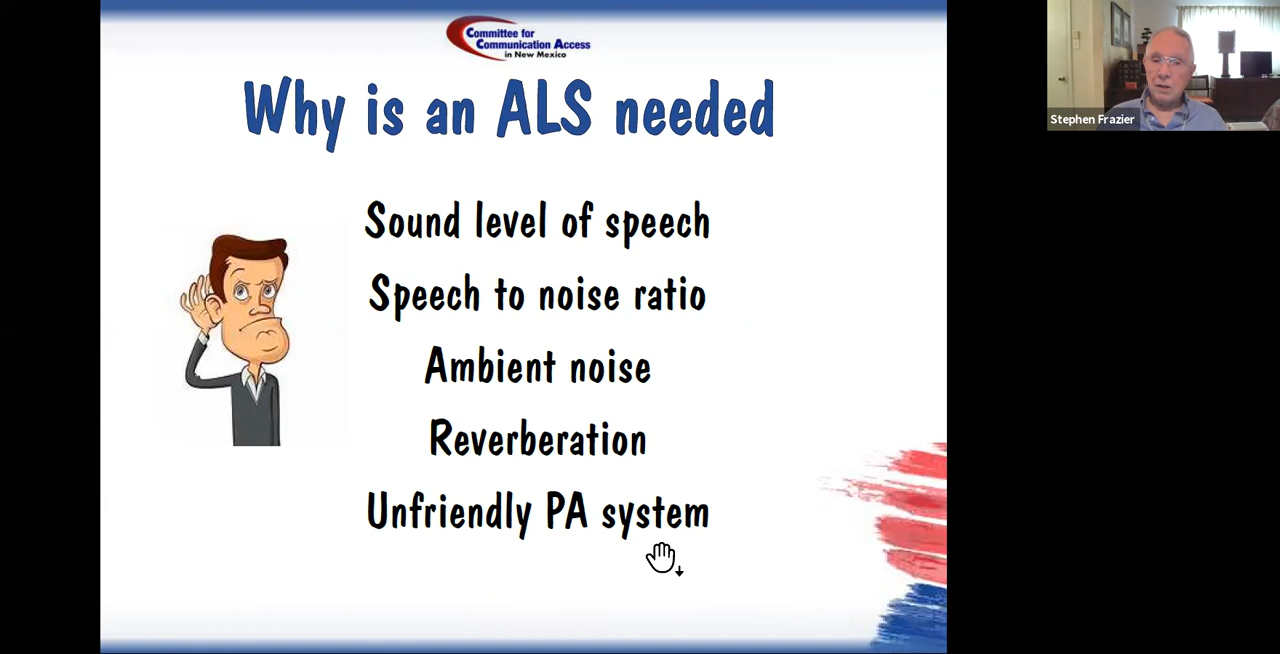 Committee for
Communication Access
in New Mexico
Why is an ALS needed
Stephen Frazier
Sound level of speech
Speech to noise ratio
Ambient noise
Reverberation
Unfriendly PA system